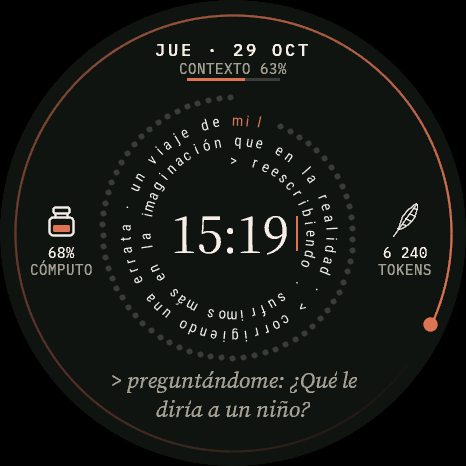 JUE · 29 OCT
CONTEXTO 63%
> reescribiendo · sufrimos más en la imaginación que en la realidad · > corrigiendo una errata · un viaje de mi l
15:19
68%
CÓMPUTO
6 240
TOKENS
> preguntándome: ¿Qué le
diría a un niño?